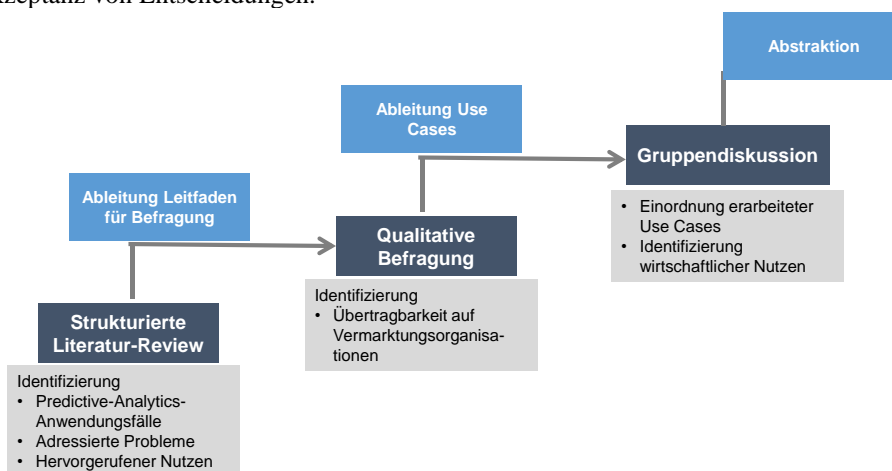 Abstraktion
Ableitung Use
Cases
Gruppendiskussion
Ableitung Leitfaden
für Befragung
• Einordnung erarbeiteter
Use Cases
• Identifizierung
wirtschaftlicher Nutzen
Qualitative
Befragung
Identifizierung
• Übertragbarkeit auf
Vermarktungsorganisa-
tionen
Strukturierte
Literatur-Review
Identifizierung
• Predictive-Analytics-
Anwendungsfälle
• Adressierte Probleme
• Hervorgerufener Nutzen